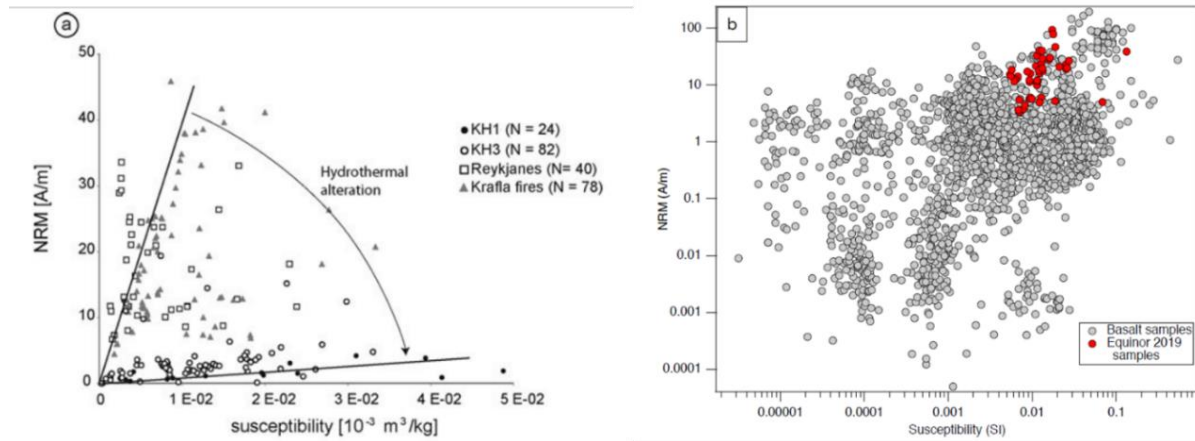 a
50
40
30
20
10
0
NRM [A/m]
KH1 (N = 24)
KH3 (N = 82)
Reykjanes (N= 40)
Krafla fires (N = 78)
Hydrothermal
alteration
0 1 E-02 2 E-02 3 E-02 4 E-02 5 E-02
susceptibility [10⁻³ m³/kg]
b
100
10
1
0.1
0.01
0.001
0.0001
NRM (A/m)
Basalt samples
Equinor 2019
samples
0.00001 0.0001 0.001 0.01 0.1
Susceptibility (SI)